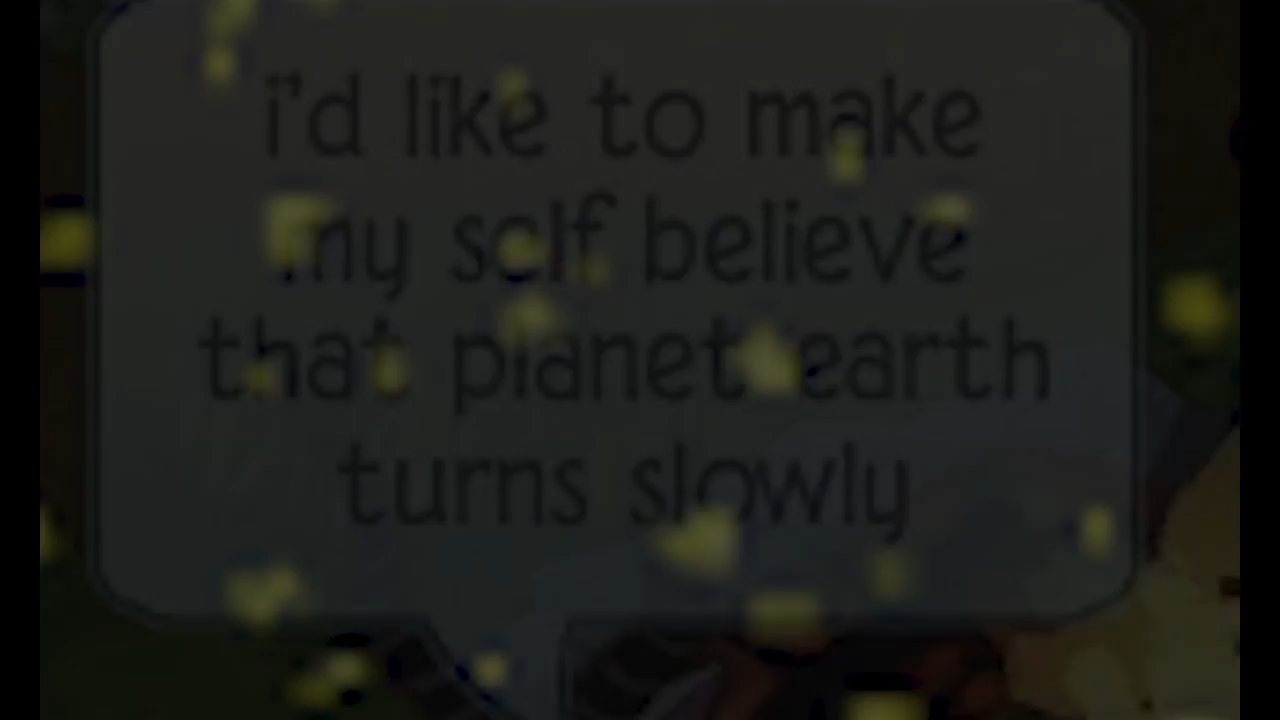 i'd like to make
my self believe
that planet earth
turns slowly